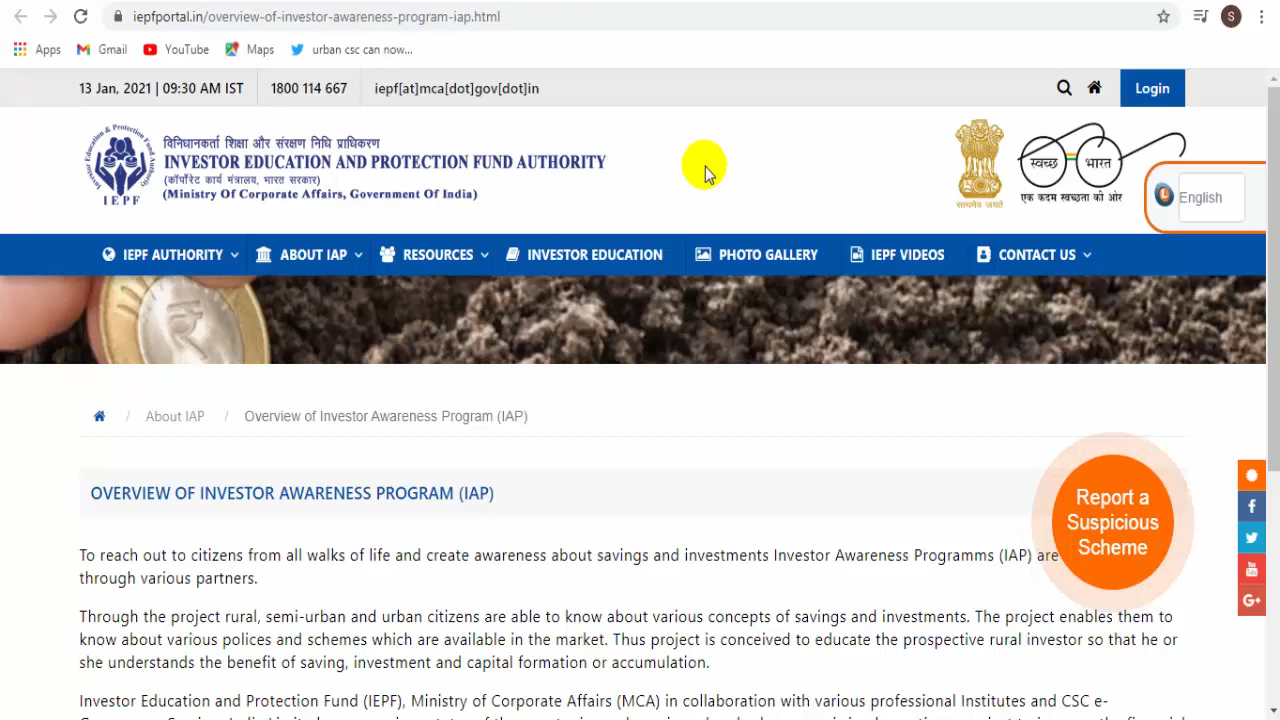 iepfportal.in/overview-of-investor-awareness-program-iap.html
S
Apps Gmail YouTube Maps urban csc can now...
13 Jan, 2021 | 09:30 AM IST 1800 114 667 iepf[at]mca[dot]gov[dot]in Login
विनिधानकर्ता शिक्षा और संरक्षण निधि प्राधिकरण
INVESTOR EDUCATION AND PROTECTION FUND AUTHORITY
(कॉर्पोरेट कार्य मंत्रालय, भारत सरकार)
(Ministry Of Corporate Affairs, Government Of India)
Investor Education & Protection Fund Authority
IEPF
सत्यमेव जयते
स्वच्छ भारत
एक कदम स्वच्छता की ओर
English
IEPF AUTHORITY ABOUT IAP RESOURCES INVESTOR EDUCATION PHOTO GALLERY IEPF VIDEOS CONTACT US
/ About IAP / Overview of Investor Awareness Program (IAP)
OVERVIEW OF INVESTOR AWARENESS PROGRAM (IAP)
Report a
Suspicious
Scheme
To reach out to citizens from all walks of life and create awareness about savings and investments Investor Awareness Programms (IAP) are
through various partners.
Through the project rural, semi-urban and urban citizens are ablt to know about various concepts of savings and investments. The project enables them to
know about various polices and schemes which are available in the market. Thus project is conceived to educate the prospective rural investor so that he or
she understands the benefit of saving, investment and capital formation or accumulation.
Investor Education and Protection Fund (IEPF), Ministry of Corporate Affairs (MCA) in collaboration with various professional Institutes and CSC e-